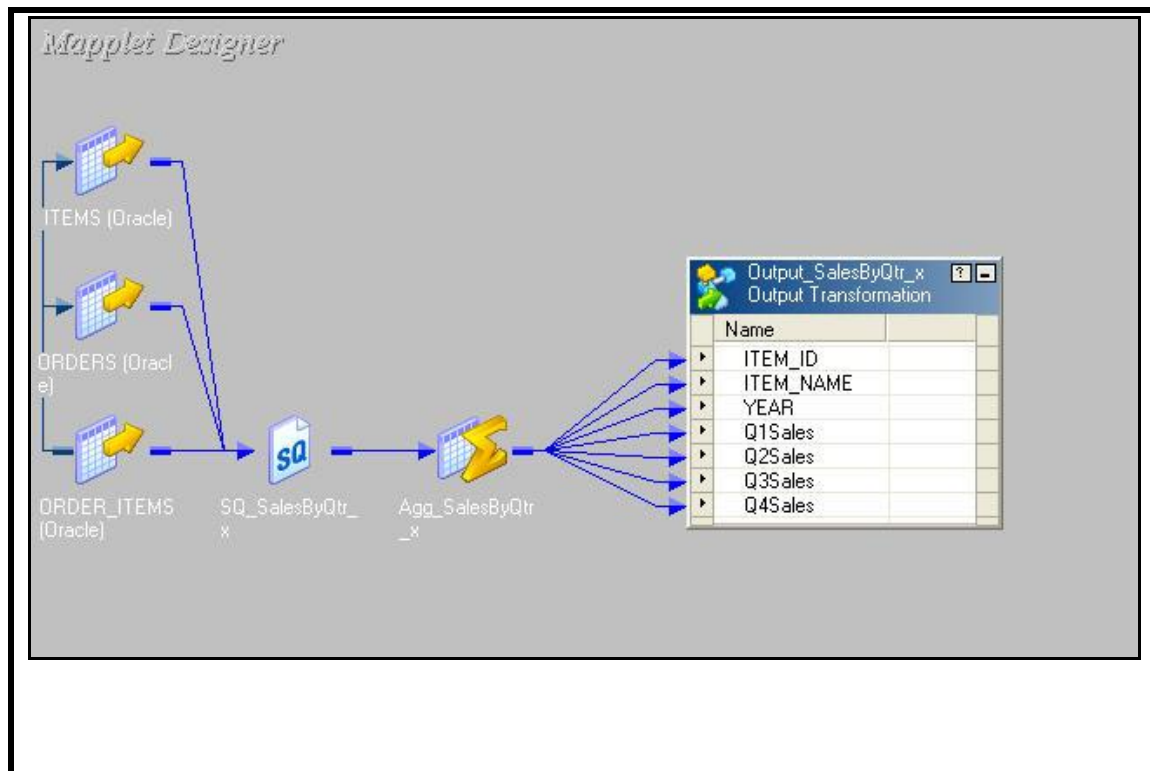 Mapplet Designer
ITEMS (Oracle)
ORDERS (Oracl
e)
ORDER_ITEMS
(Oracle)
SQ
SQ_SalesByQtr_
x
Agg_SalesByQtr
_x
Output_SalesByQtr_x
Output Transformation
Name
ITEM_ID
ITEM_NAME
YEAR
Q1Sales
Q2Sales
Q3Sales
Q4Sales